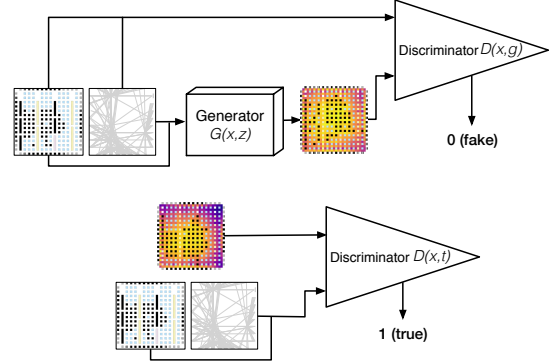 Discriminator D(x,g)
Generator
G(x,z)
0 (fake)
Discriminator D(x,t)
1 (true)